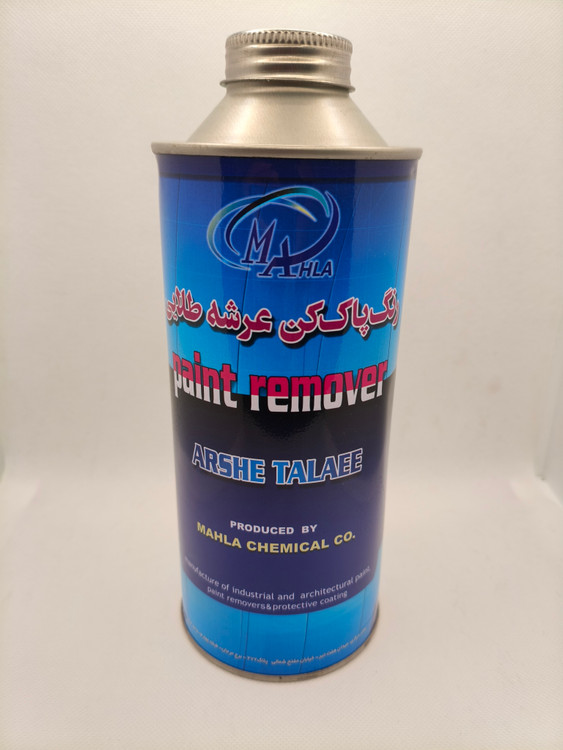 MAHLA
رنگ‌پاک‌کن عرشه طلایی
paint remover
ARSHE TALAEE
PRODUCED BY
MAHLA CHEMICAL CO.
manufacture of industrial and architectural paint,
paint removers & protective coating